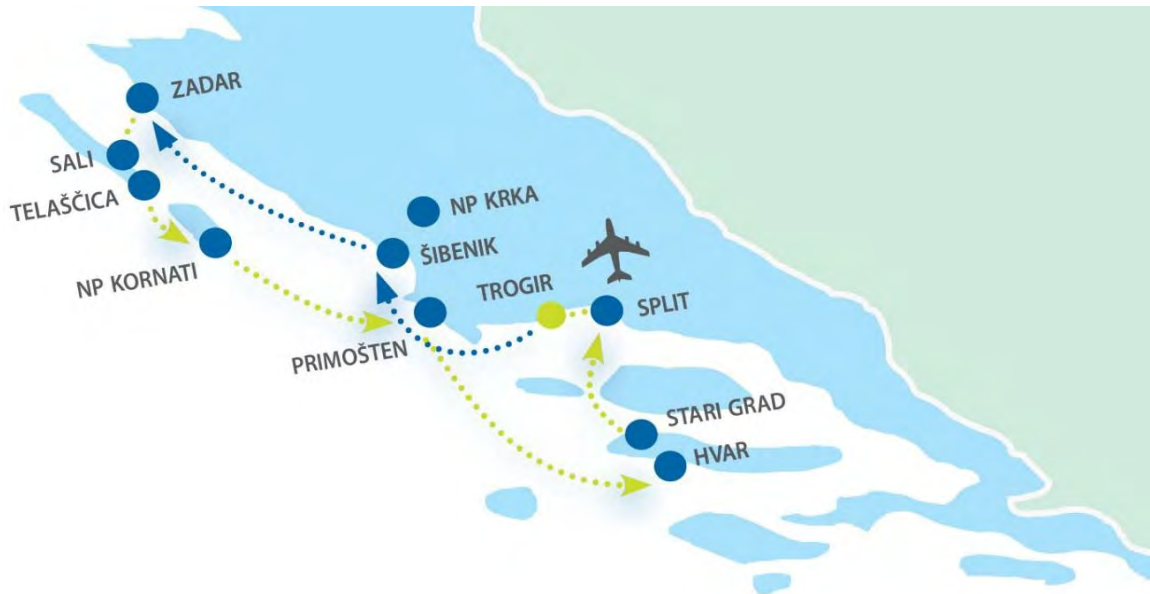 ZADAR
SALI
TELAŠČICA
NP KRKA
NP KORNATI
ŠIBENIK
TROGIR
SPLIT
PRIMOŠTEN
STARI GRAD
HVAR